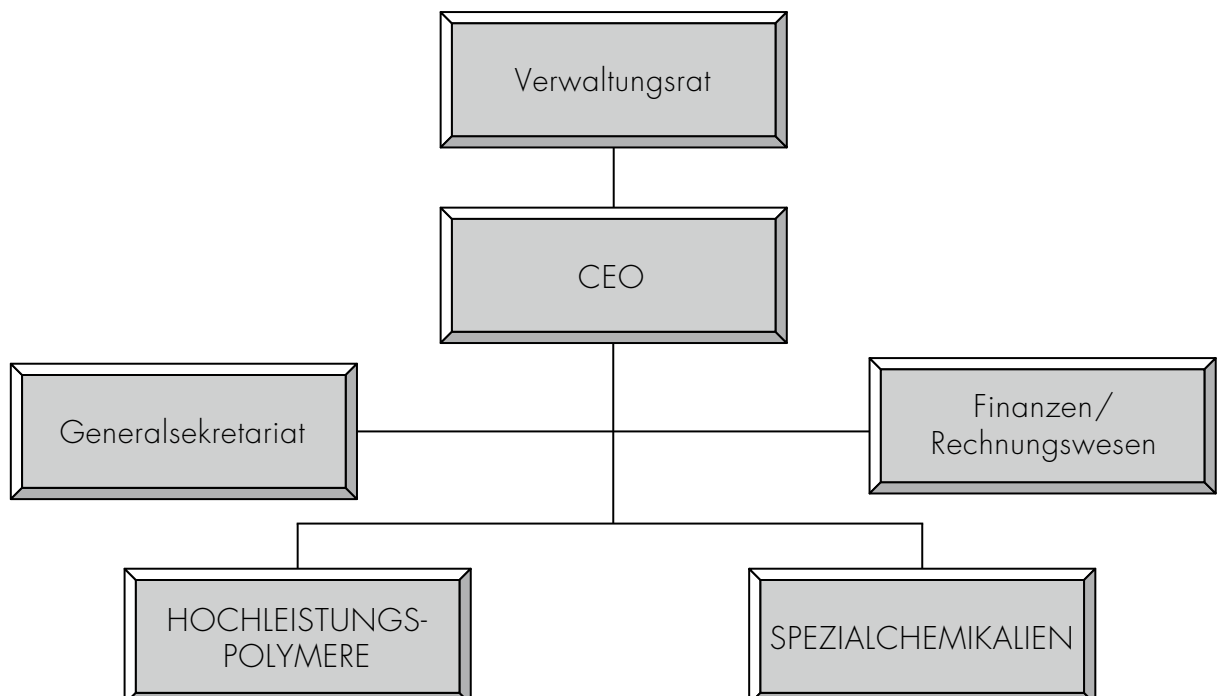 Verwaltungsrat
CEO
Generalsekretariat
Finanzen/
Rechnungswesen
HOCHLEISTUNGS-
POLYMERE
SPEZIALCHEMIKALIEN